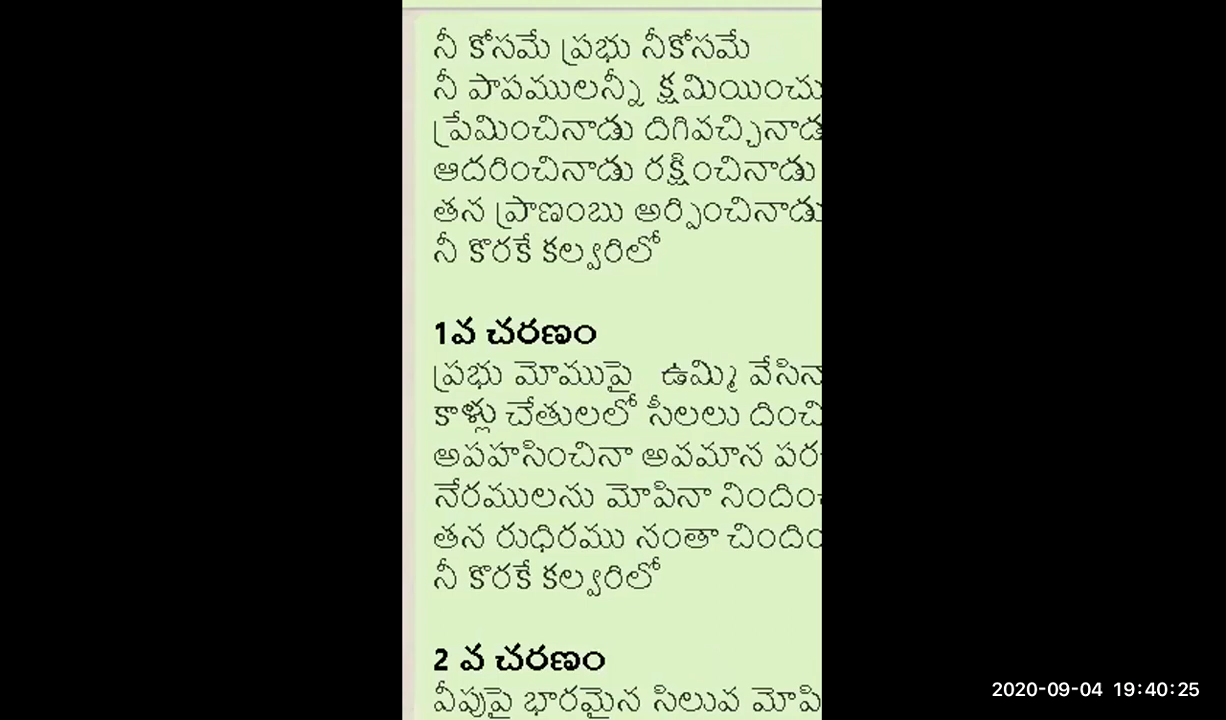 నీ కోసమే ప్రభు నీకోసమే
నీ పాపములన్నీ క్షమియించు
ప్రేమించినాడు దిగివచ్చినాడు
ఆదరించినాడు రక్షించినాడు
తన ప్రాణంబు అర్పించినాడు
నీ కొరకే కల్వరిలో
1వ చరణం
ప్రభు మోముపై ఉమ్మి వేసినా
కాళ్లు చేతులలో సీలలు దించి
అపహసించినా అవమాన పర
నేరములను మోపినా నిందించ
తన రుధిరము నంతా చిందిం
నీ కొరకే కల్వరిలో
2 వ చరణం
వీపుపై భారమైన సిలువ మోపి
2020-09-04 19:40:25